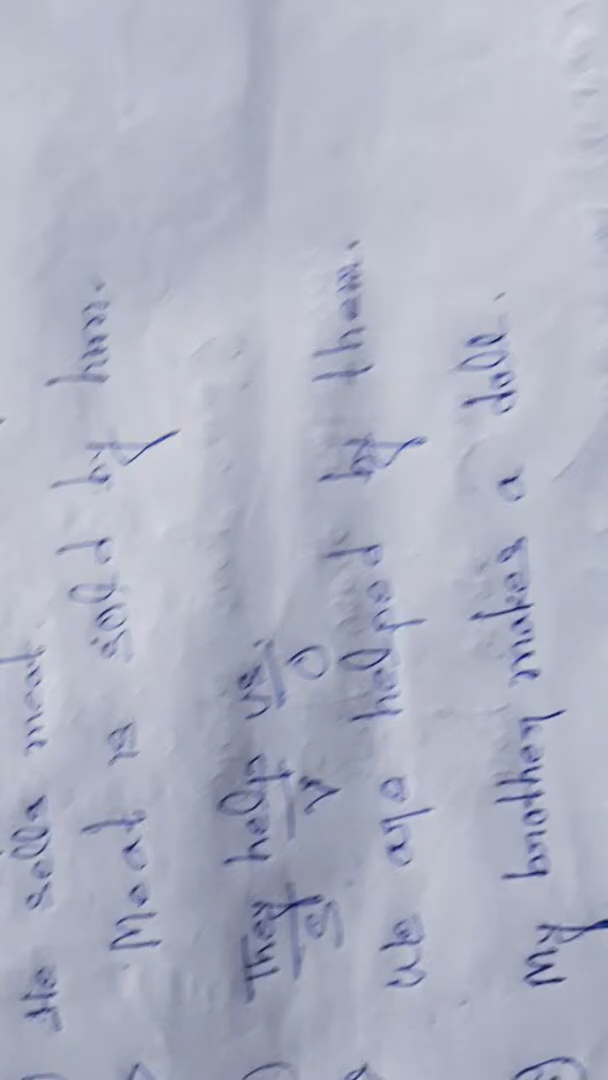 He sells meat
Meat is sold by him.
They help us.
S V O
We are helped by them.
My brother makes a doll.